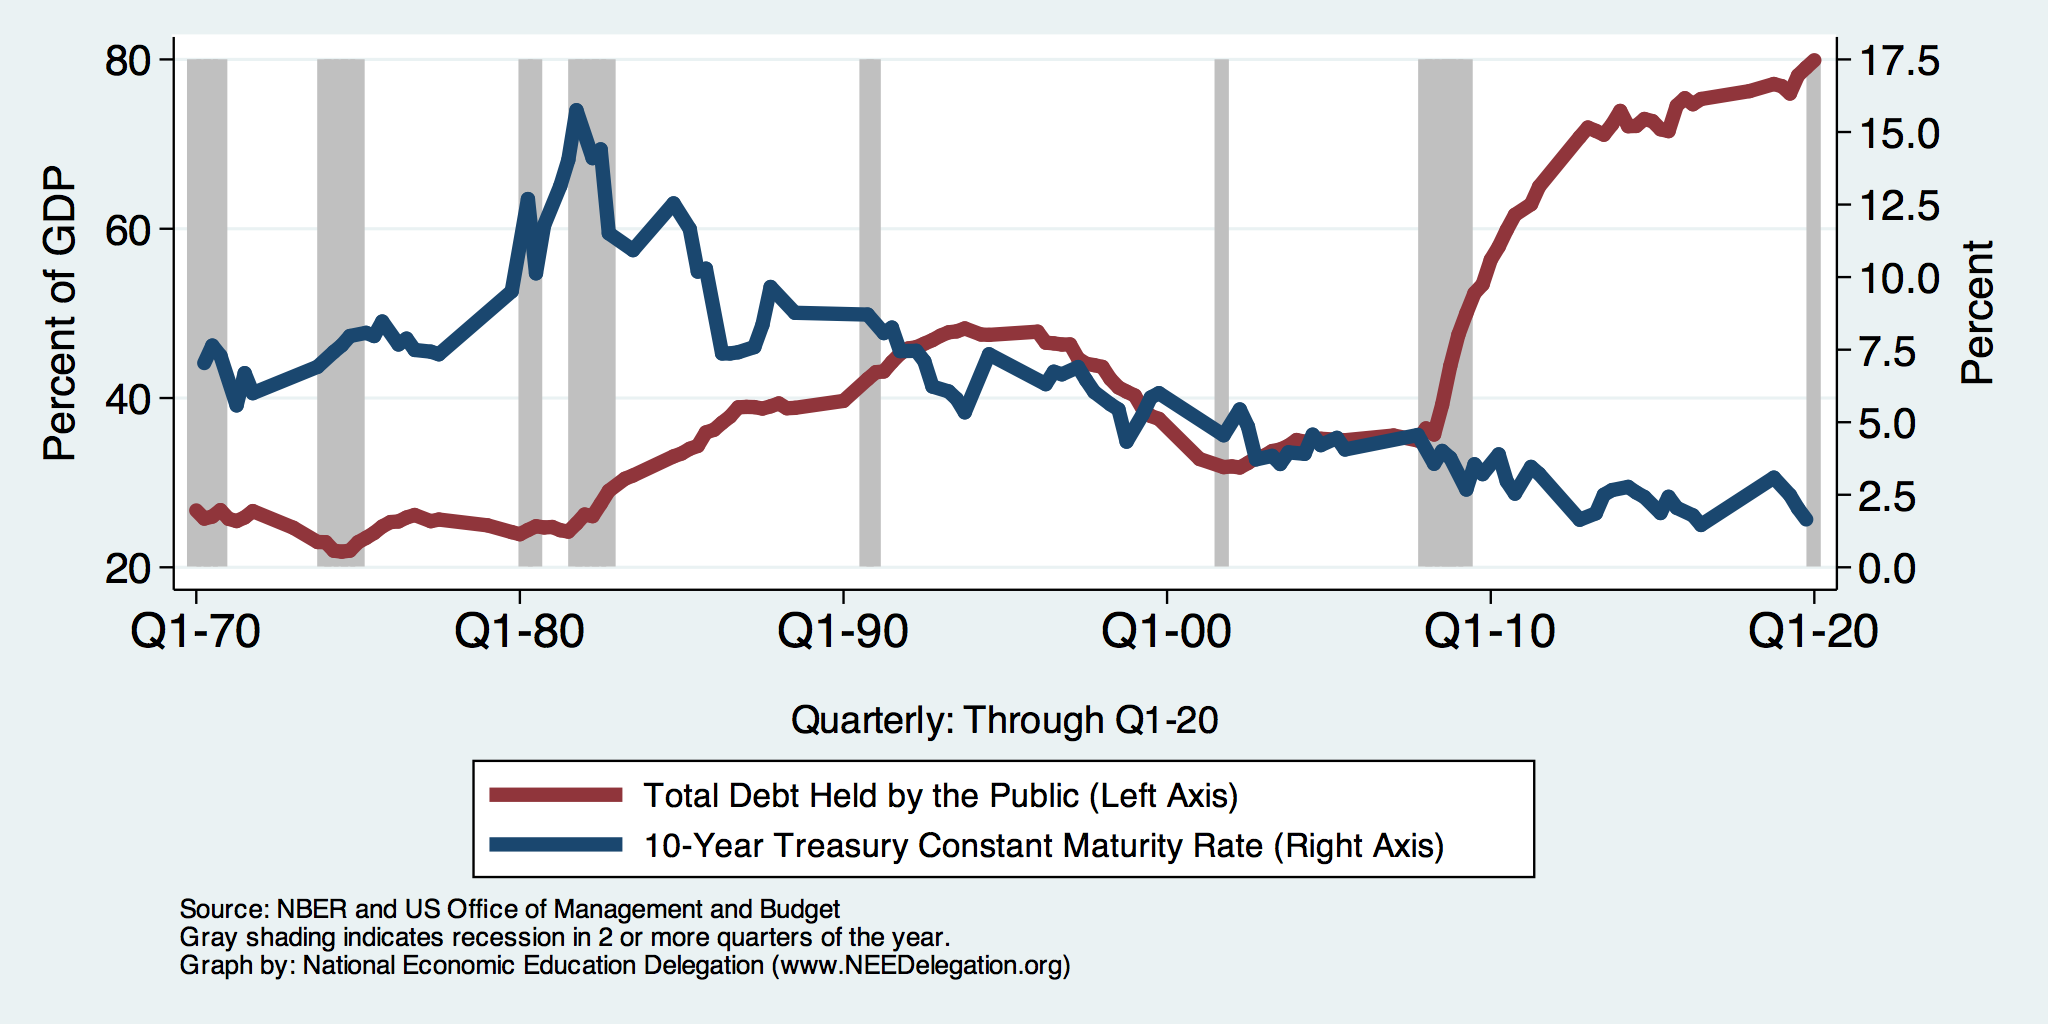 80
60
40
20
Percent of GDP
17.5
15.0
12.5
10.0
7.5
5.0
2.5
0.0
Percent
Q1-70 Q1-80 Q1-90 Q1-00 Q1-10 Q1-20
Quarterly: Through Q1-20
Total Debt Held by the Public (Left Axis)
10-Year Treasury Constant Maturity Rate (Right Axis)
Source: NBER and US Office of Management and Budget
Gray shading indicates recession in 2 or more quarters of the year.
Graph by: National Economic Education Delegation (www.NEEDelegation.org)